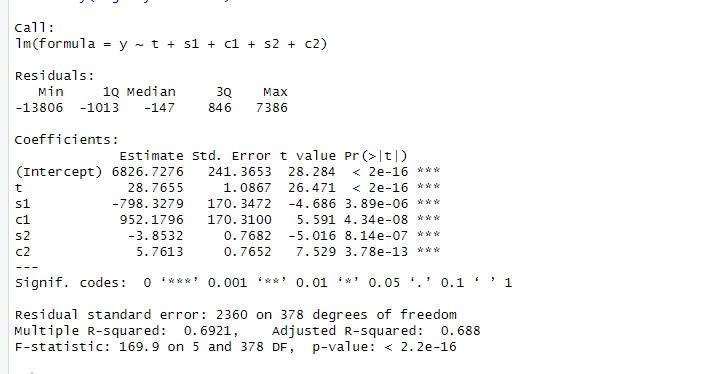 Call:
lm(formula = y ~ t + s1 + c1 + s2 + c2)
Residuals:
Min 1Q Median 3Q Max
-13806 -1013 -147 846 7386
Coefficients:
Estimate Std. Error t value Pr(>|t|)
(Intercept) 6826.7276 241.3653 28.284 < 2e-16 ***
t 28.7655 1.0867 26.471 < 2e-16 ***
s1 -798.3279 170.3472 -4.686 3.89e-06 ***
c1 952.1796 170.3100 5.591 4.34e-08 ***
s2 -3.8532 0.7682 -5.016 8.14e-07 ***
c2 5.7613 0.7652 7.529 3.78e-13 ***
---
Signif. codes: 0 ‘***’ 0.001 ‘**’ 0.01 ‘*’ 0.05 ‘.’ 0.1 ‘ ’ 1
Residual standard error: 2360 on 378 degrees of freedom
Multiple R-squared: 0.6921, Adjusted R-squared: 0.688
F-statistic: 169.9 on 5 and 378 DF, p-value: < 2.2e-16